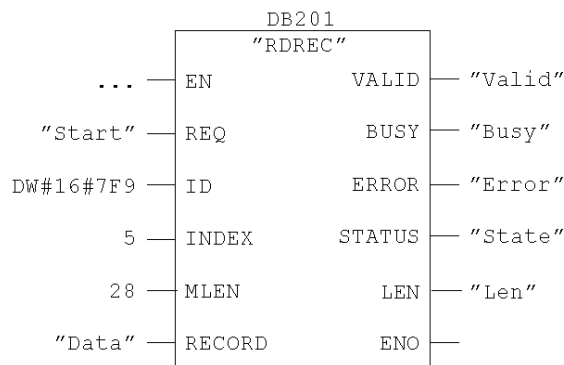 DB201
"RDREC"
... EN VALID "Valid"
"Start" REQ BUSY "Busy"
DW#16#7F9 ID ERROR "Error"
5 INDEX STATUS "State"
28 MLEN LEN "Len"
"Data" RECORD ENO